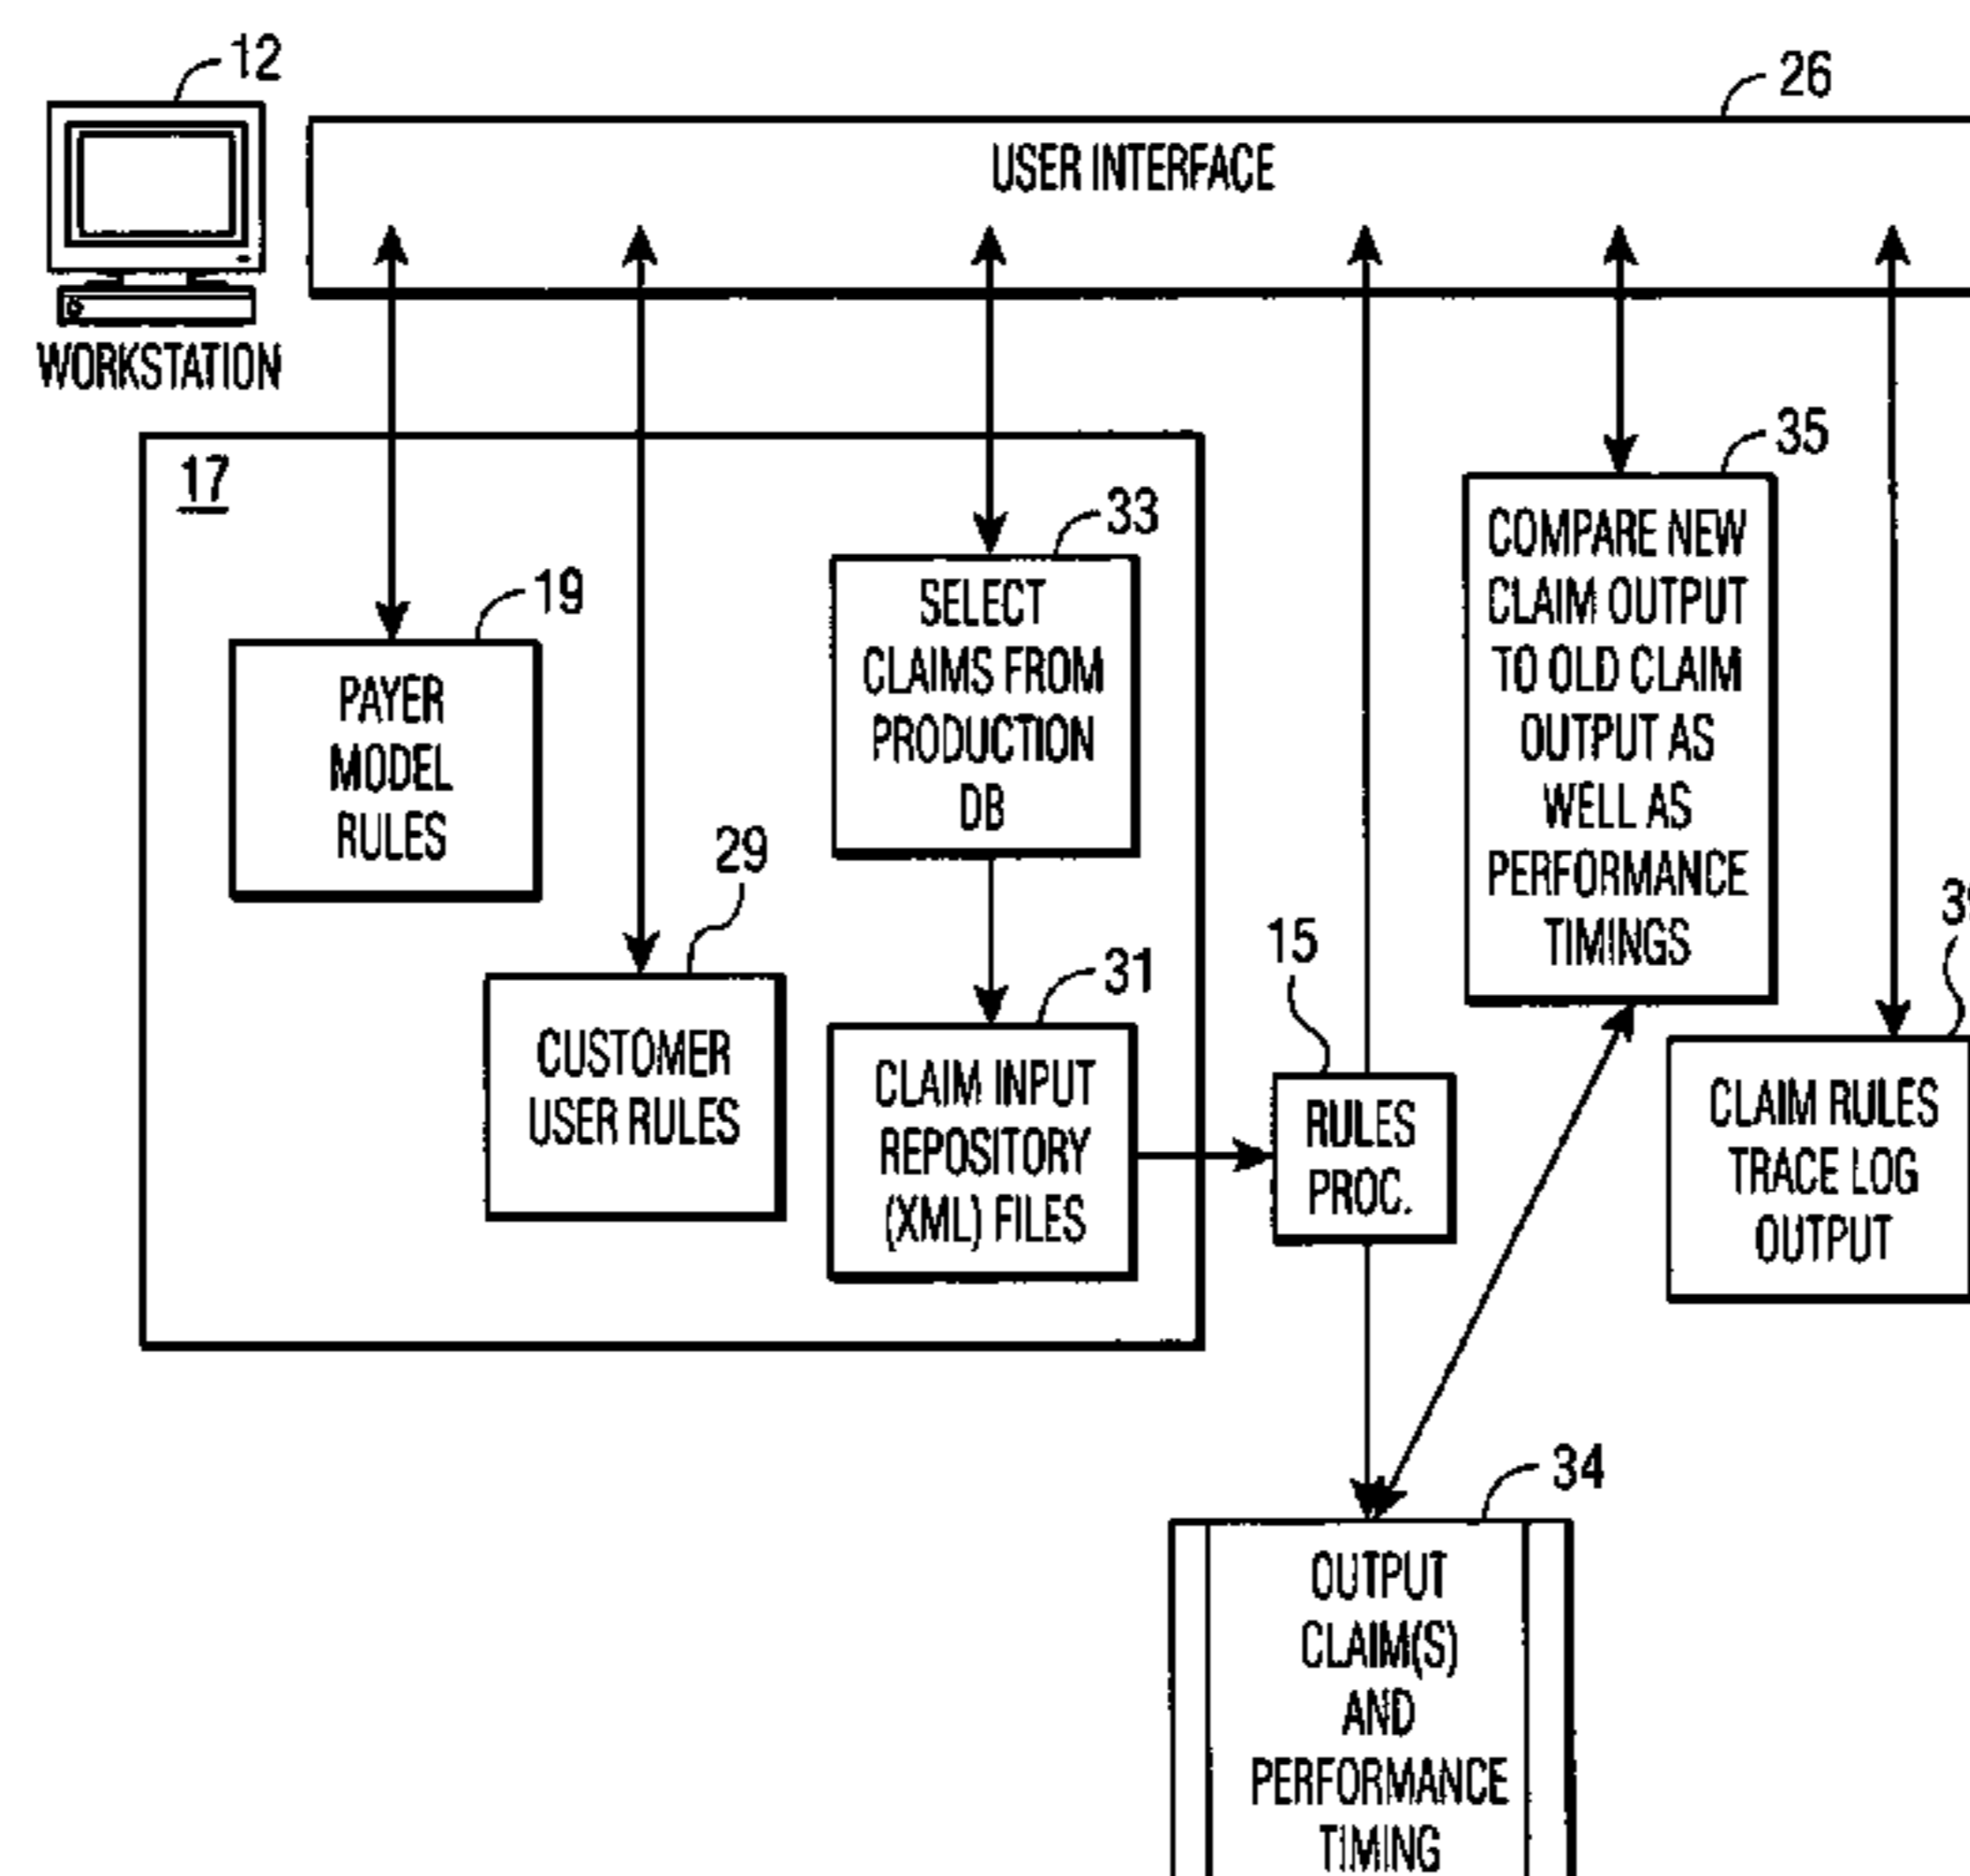 12
26
USER INTERFACE
WORKSTATION
17
19
PAYER
MODEL
RULES
29
CUSTOMER
USER RULES
33
SELECT
CLAIMS FROM
PRODUCTION
DB
31
CLAIM INPUT
REPOSITORY
(XML) FILES
15
RULES
PROC.
35
COMPARE NEW
CLAIM OUTPUT
TO OLD CLAIM
OUTPUT AS
WELL AS
PERFORMANCE
TIMINGS
CLAIM RULES
TRACE LOG
OUTPUT
34
OUTPUT
CLAIM(S)
AND
PERFORMANCE
TIMING